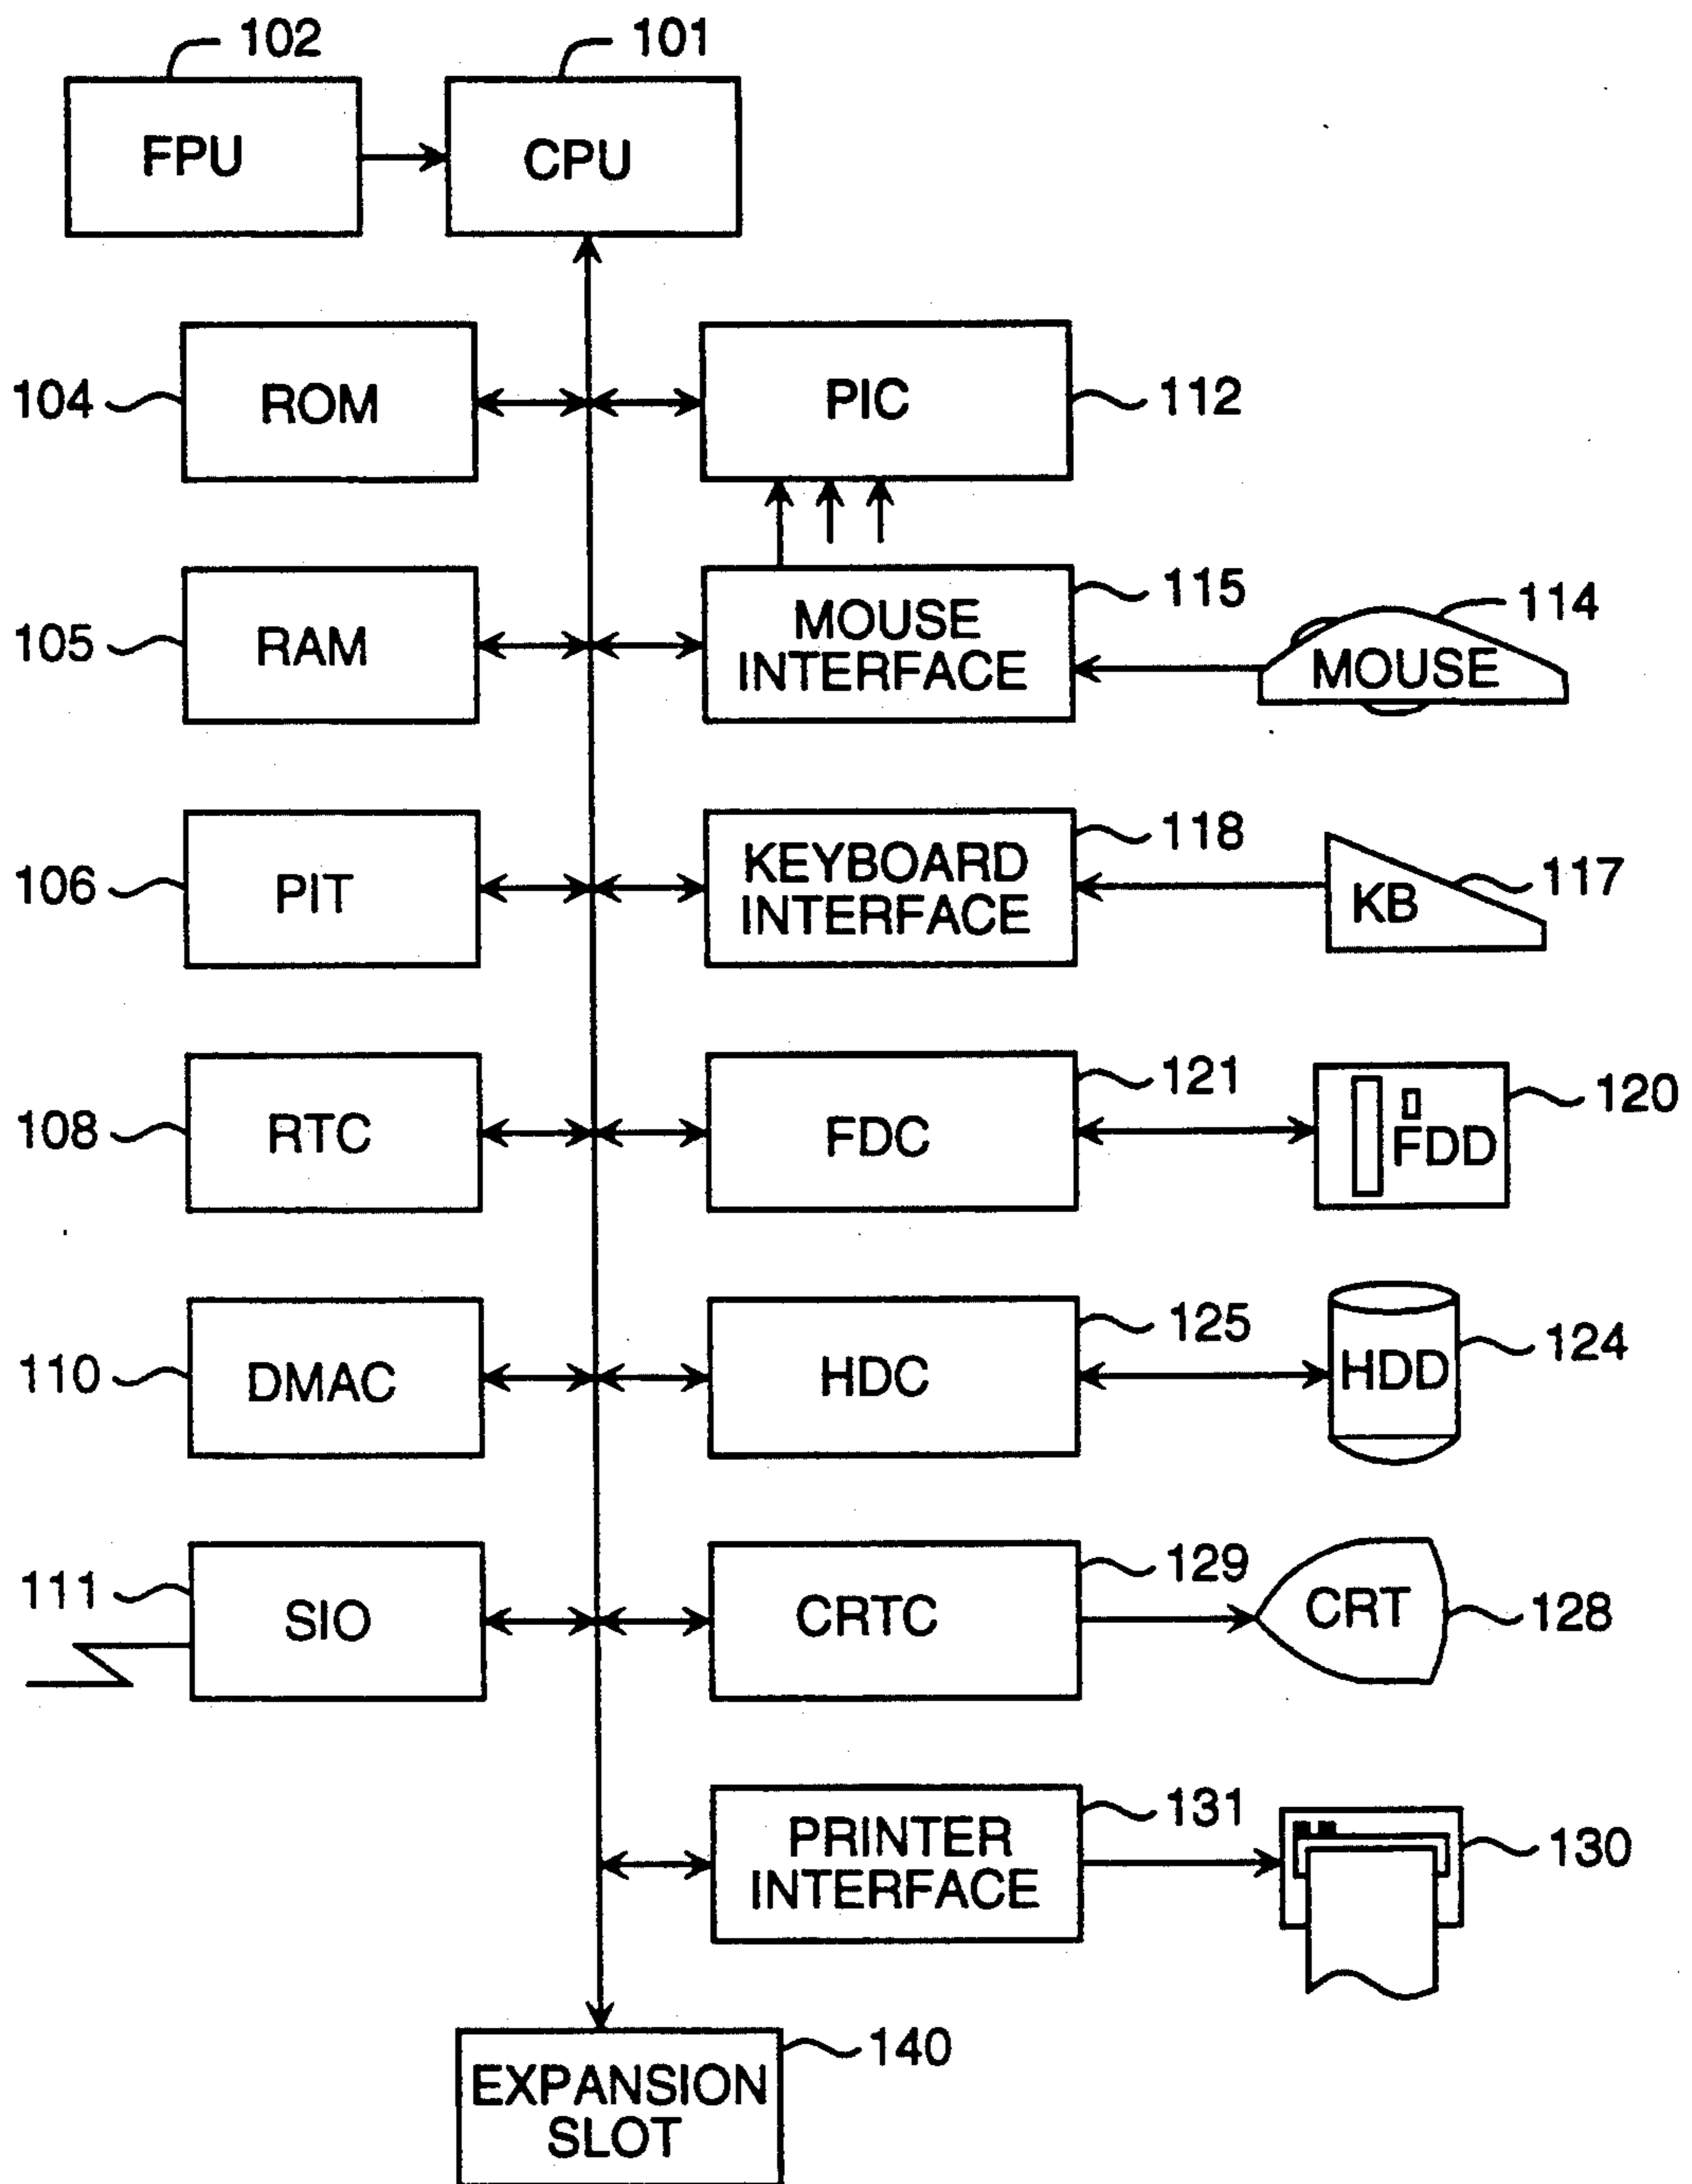 102
101
FPU
CPU
104
ROM
PIC
112
105
RAM
MOUSE
INTERFACE
115
114
MOUSE
106
PIT
KEYBOARD
INTERFACE
118
117
KB
108
RTC
FDC
121
120
FDD
110
DMAC
HDC
125
124
HDD
111
SIO
CRTC
129
CRT
128
PRINTER
INTERFACE
131
130
EXPANSION
SLOT
140